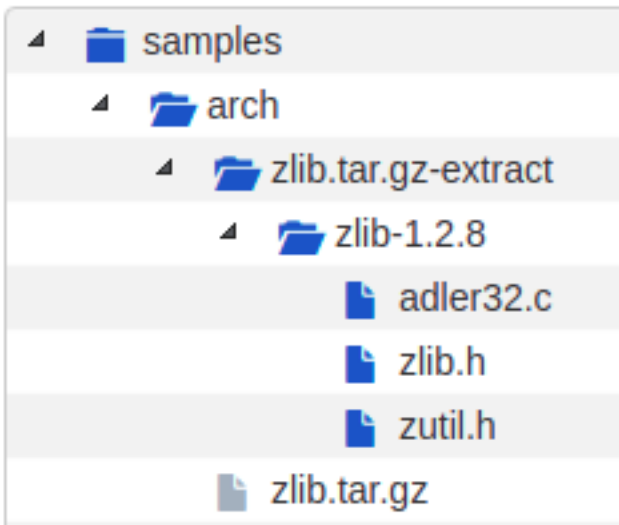 samples
arch
zlib.tar.gz-extract
zlib-1.2.8
adler32.c
zlib.h
zutil.h
zlib.tar.gz